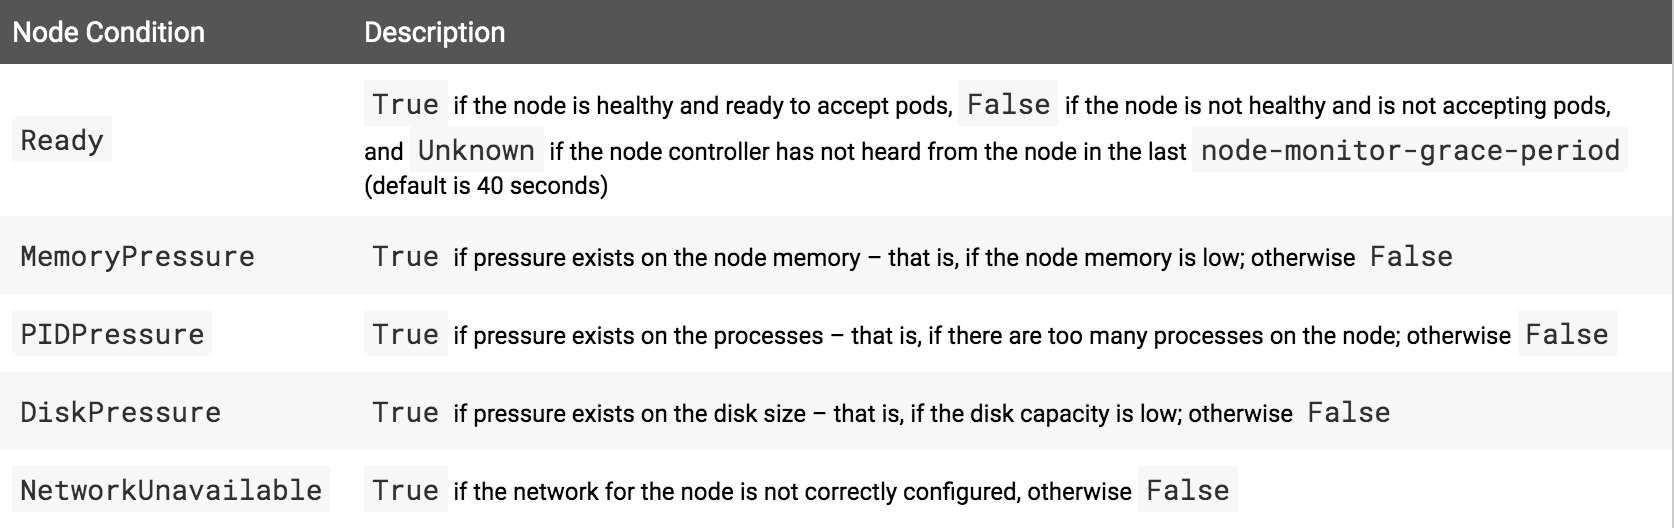 Node Condition Description
Ready True if the node is healthy and ready to accept pods, False if the node is not healthy and is not accepting pods,
and Unknown if the node controller has not heard from the node in the last node-monitor-grace-period
(default is 40 seconds)
MemoryPressure True if pressure exists on the node memory – that is, if the node memory is low; otherwise False
PIDPressure True if pressure exists on the processes – that is, if there are too many processes on the node; otherwise False
DiskPressure True if pressure exists on the disk size – that is, if the disk capacity is low; otherwise False
NetworkUnavailable True if the network for the node is not correctly configured, otherwise False